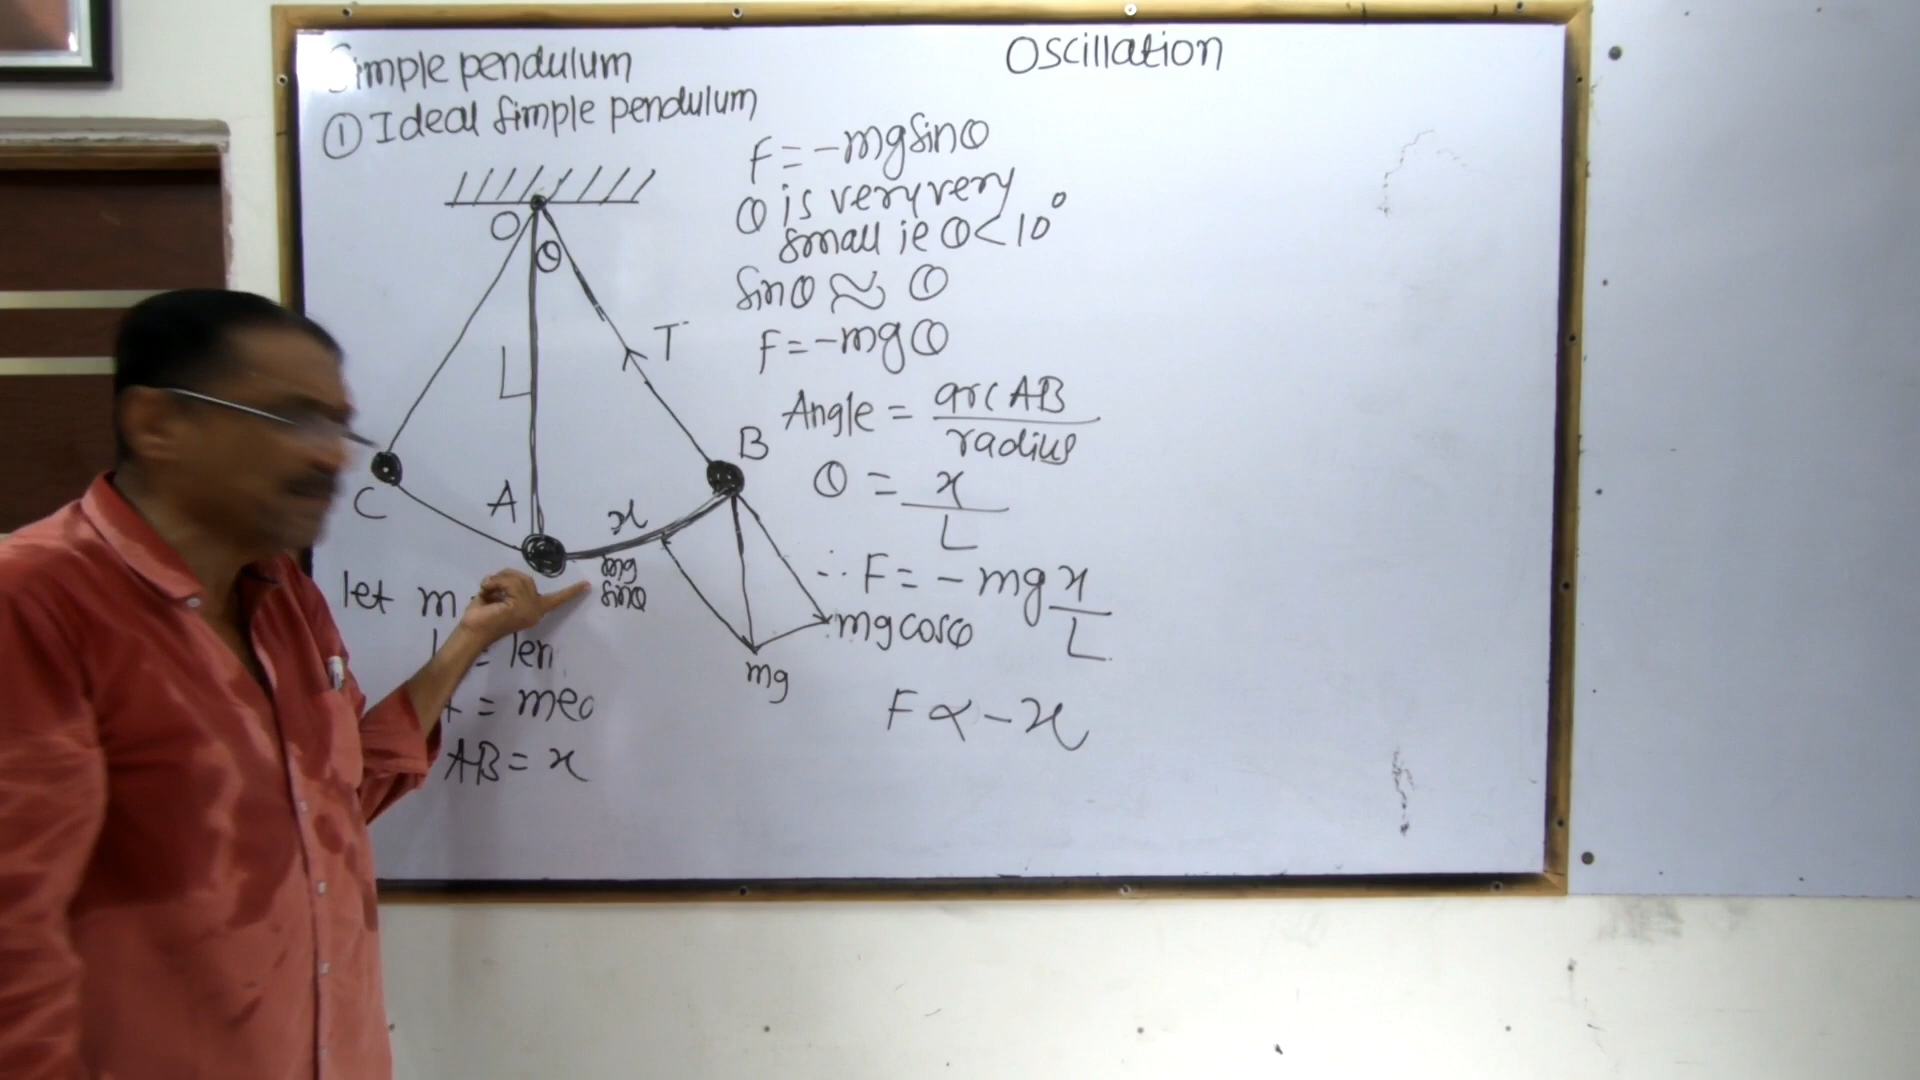 Simple pendulum
Oscillation
① Ideal Simple pendulum
F = -mg sinθ
θ is very very
small ie θ < 10°
sinθ ≈ θ
F = -mg θ
Angle = arc AB / radius
θ = x / L
∴ F = -mg x / L
F ∝ -x
O
θ
L
T
B
C
A
x
mg
sinθ
mg cosθ
mg
let m
= len
= mea
AB = x